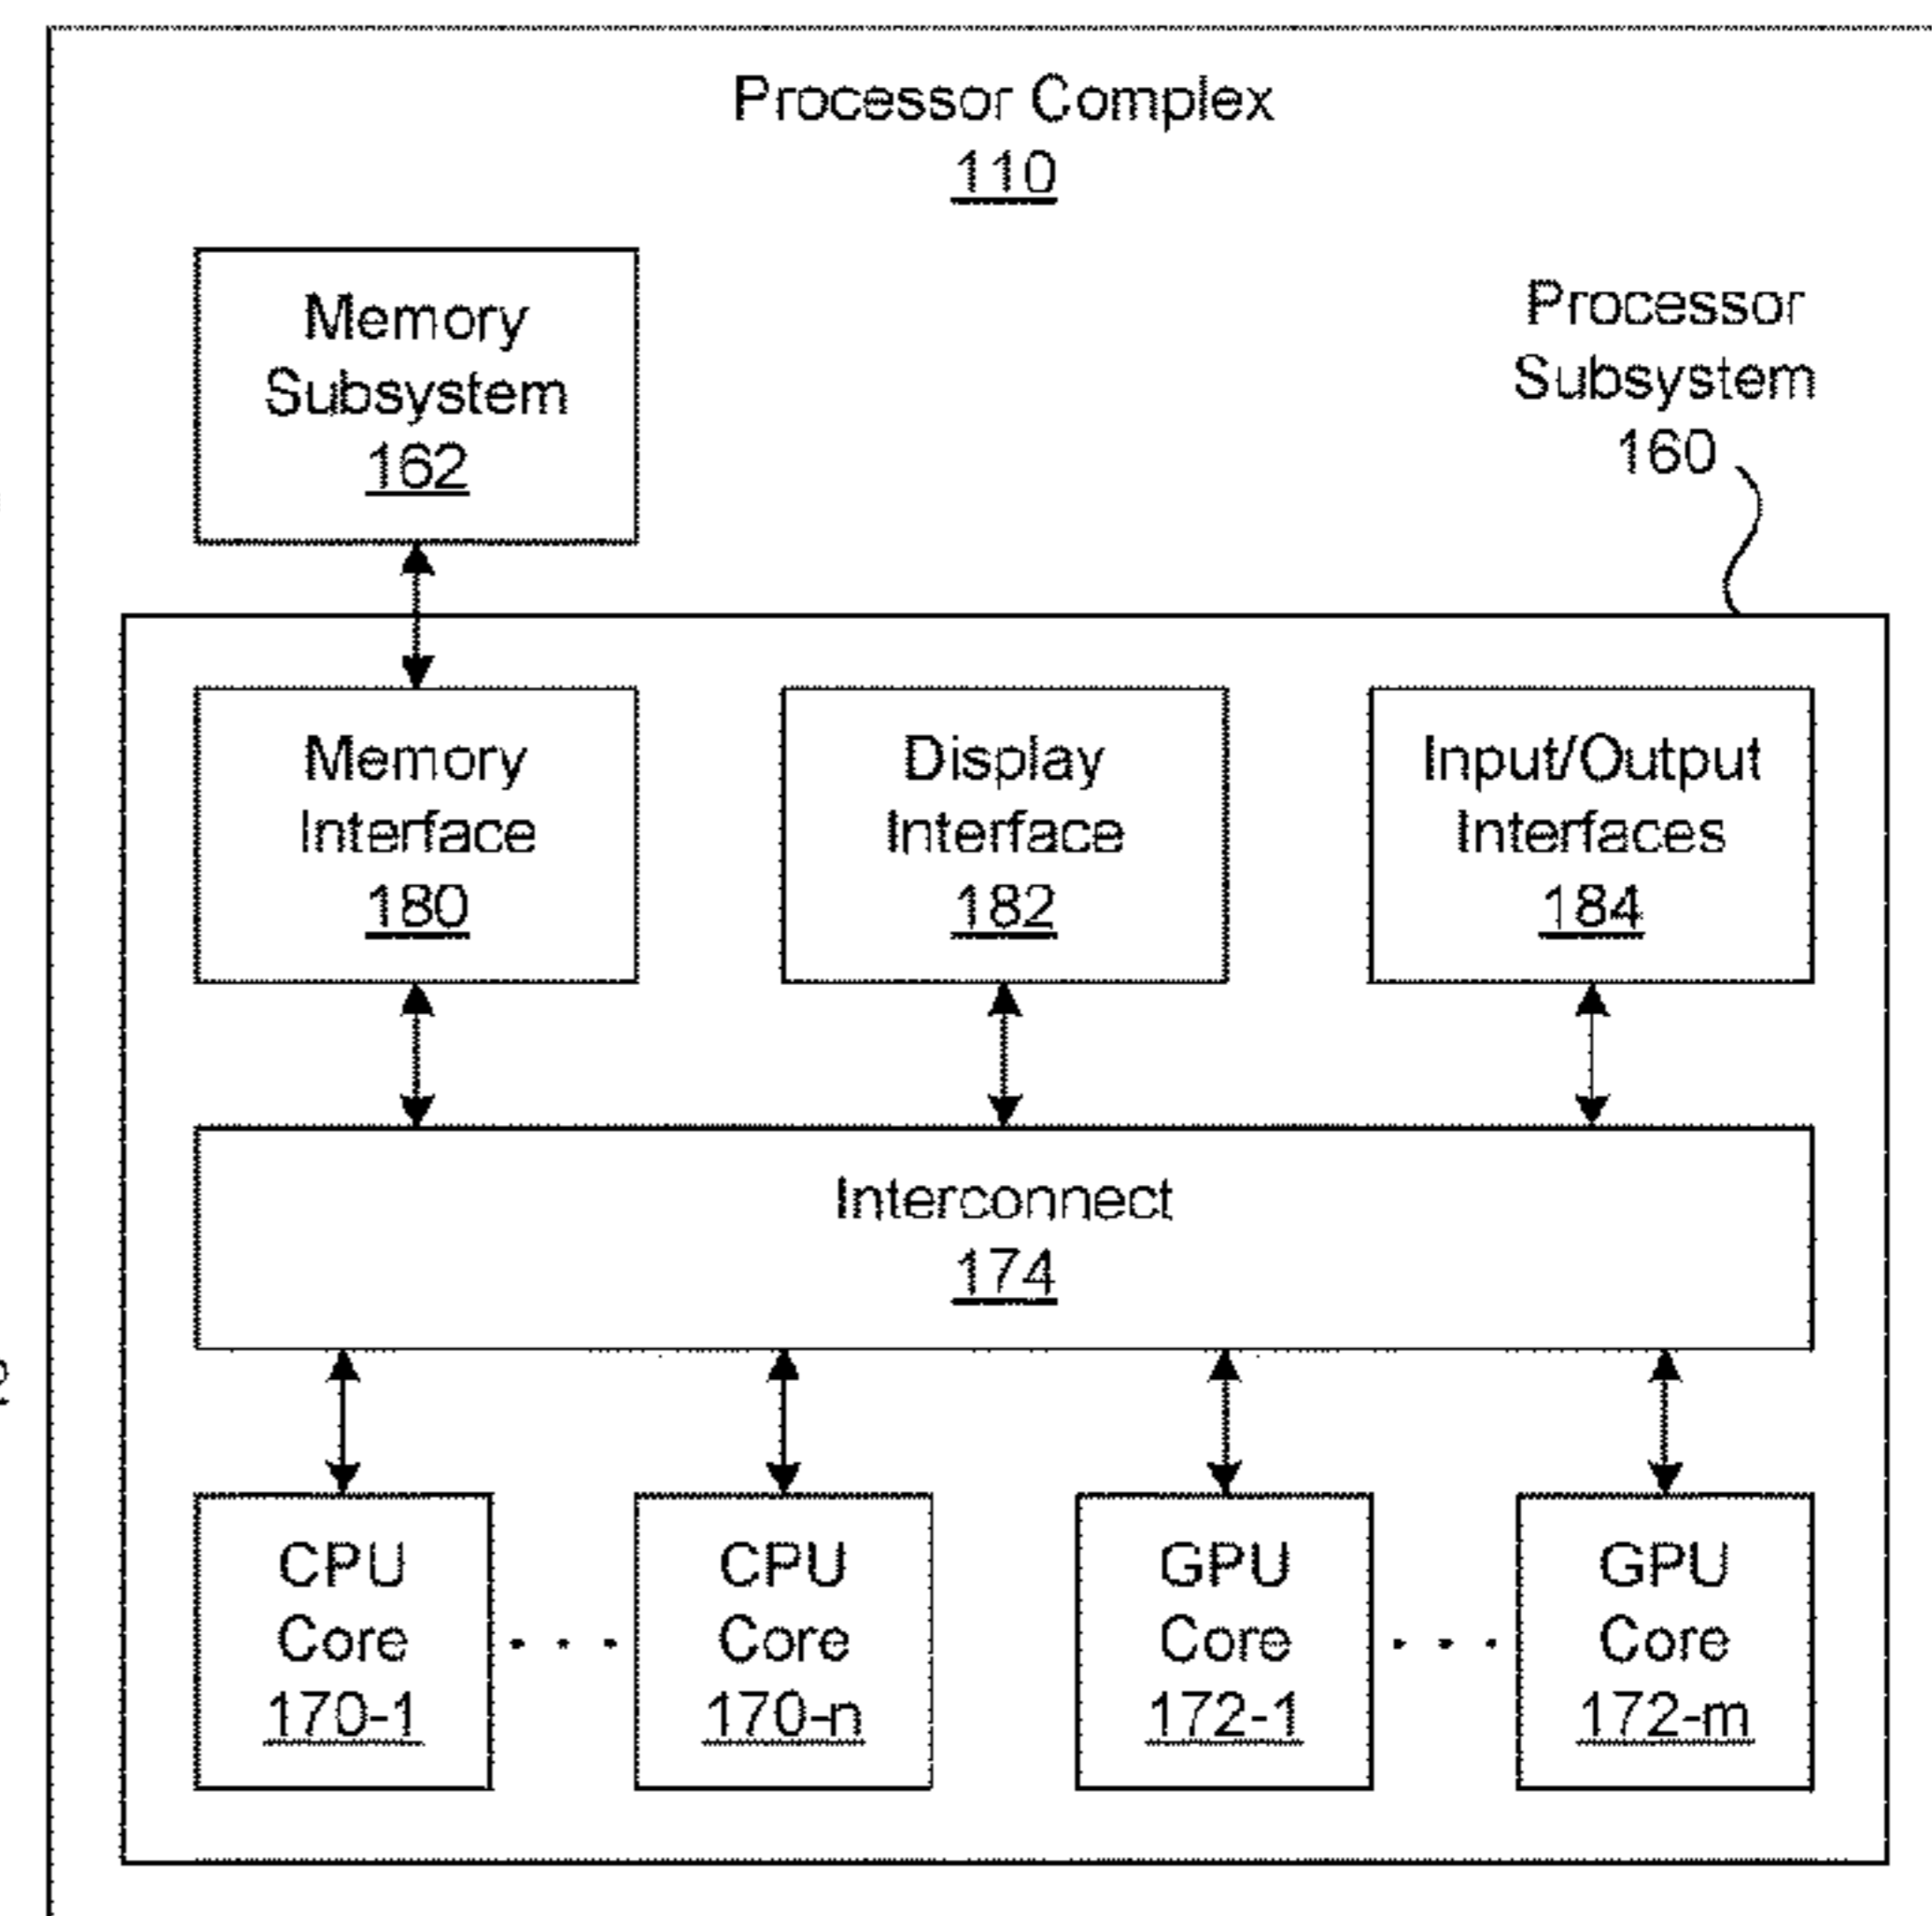 Processor Complex
110
Memory
Subsystem
162
Processor
Subsystem
160
Memory
Interface
180
Display
Interface
182
Input/Output
Interfaces
184
Interconnect
174
CPU
Core
170-1
. . .
CPU
Core
170-n
GPU
Core
172-1
. . .
GPU
Core
172-m